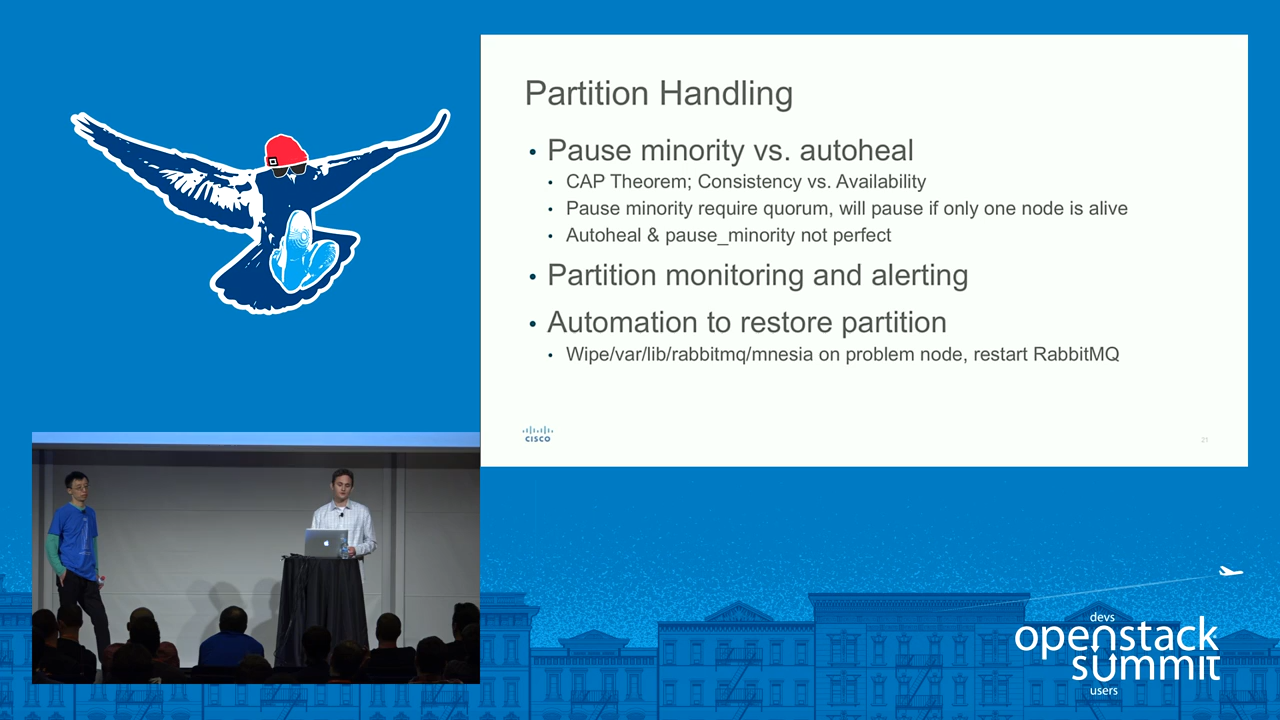 Partition Handling
• Pause minority vs. autoheal
• CAP Theorem; Consistency vs. Availability
• Pause minority require quorum, will pause if only one node is alive
• Autoheal & pause_minority not perfect
• Partition monitoring and alerting
• Automation to restore partition
• Wipe/var/lib/rabbitmq/mnesia on problem node, restart RabbitMQ
CISCO
21
devs
openstack
summit
users